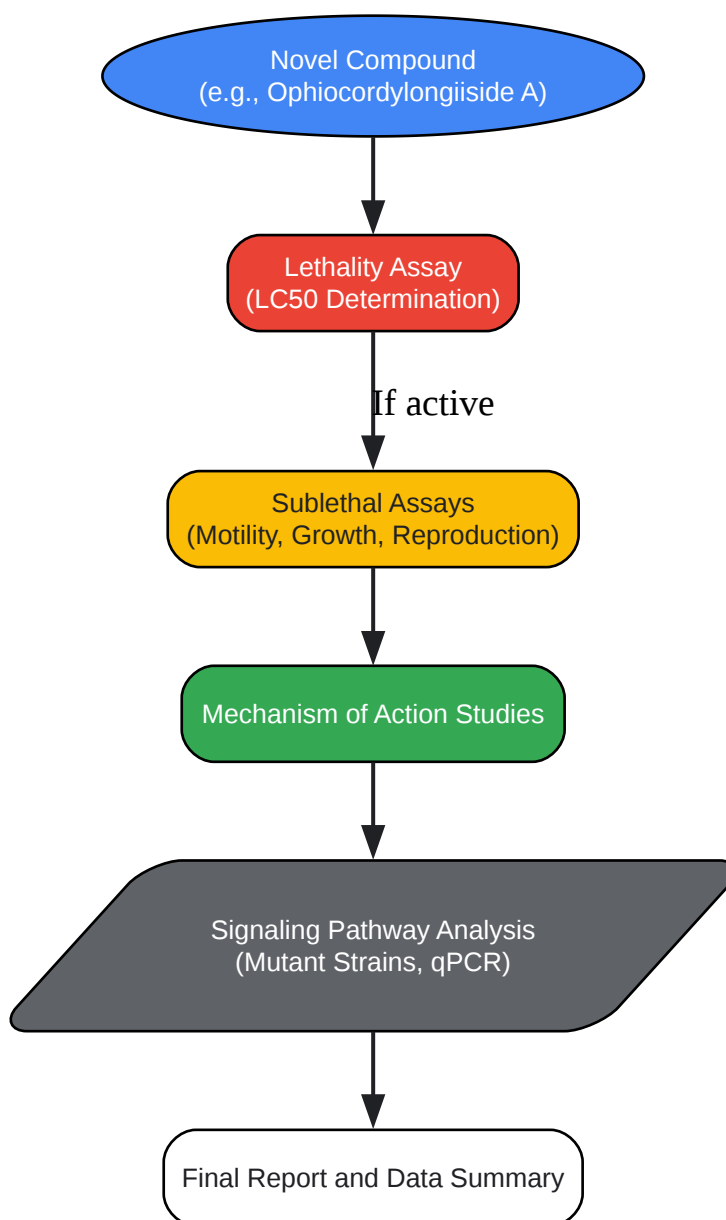 Novel Compound
(e.g., Ophiocordylongiiside A)
Lethality Assay
(LC50 Determination)
If active
Sublethal Assays
(Motility, Growth, Reproduction)
Mechanism of Action Studies
Signaling Pathway Analysis
(Mutant Strains, qPCR)
Final Report and Data Summary